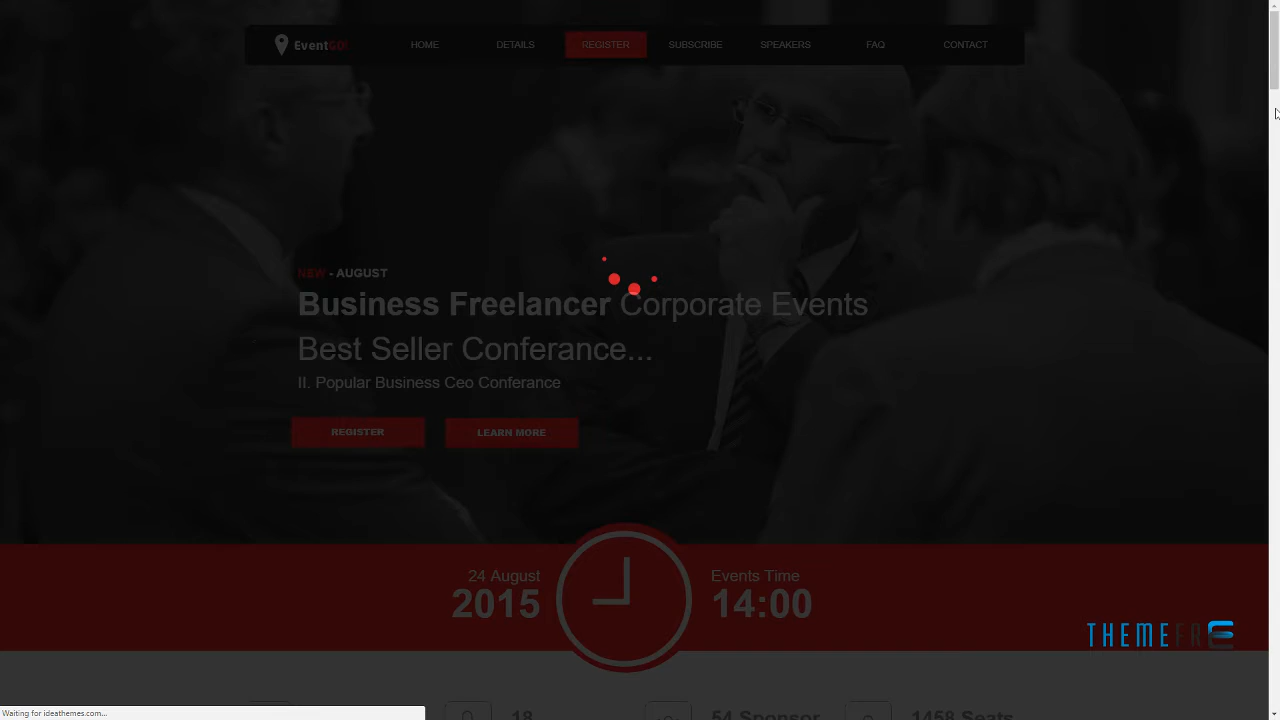 EventGO!
HOME DETAILS REGISTER SUBSCRIBE SPEAKERS FAQ CONTACT
NEW - AUGUST
Business Freelancer Corporate Events
Best Seller Conferance...
II. Popular Business Ceo Conferance
REGISTER LEARN MORE
24 August
2015
Events Time
14:00
THEMEFRE
18 54 Sponsor 1458 Seats
Waiting for ideathemes.com...